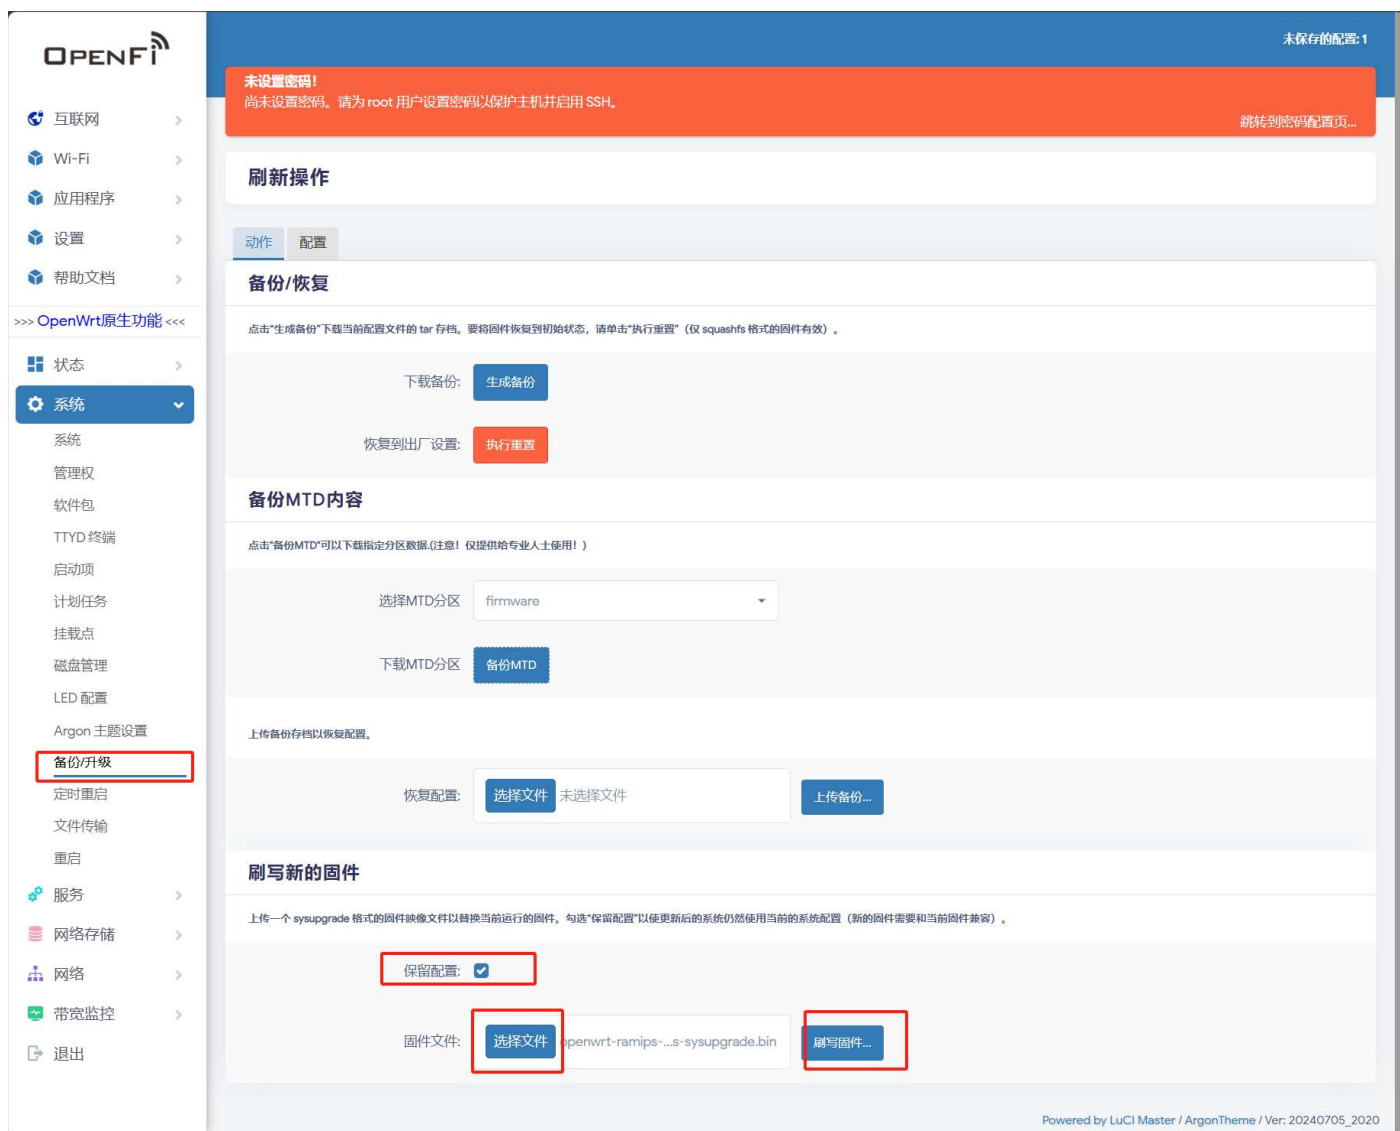 OPENFi
未保存的配置: 1
未设置密码!
尚未设置密码。请为 root 用户设置密码以保护主机并启用 SSH。
跳转到密码配置页...
互联网
Wi-Fi
应用程序
设置
帮助文档
>>> OpenWrt原生功能 <<<
状态
系统
系统
管理权
软件包
TTYD 终端
启动项
计划任务
挂载点
磁盘管理
LED 配置
Argon 主题设置
备份/升级
定时重启
文件传输
重启
服务
网络存储
网络
带宽监控
退出
刷新操作
动作 配置
备份/恢复
点击“生成备份”下载当前配置文件的 tar 存档。要将固件恢复到初始状态，请单击“执行重置”（仅 squashfs 格式的固件有效）。
下载备份: 生成备份
恢复到出厂设置: 执行重置
备份MTD内容
点击“备份MTD”可以下载指定分区数据.(注意！仅提供给专业人士使用！)
选择MTD分区 firmware
下载MTD分区 备份MTD
上传备份存档以恢复配置。
恢复配置: 选择文件 未选择文件 上传备份...
刷写新的固件
上传一个 sysupgrade 格式的固件映像文件以替换当前运行的固件。勾选“保留配置”以使更新后的系统仍然使用当前的系统配置（新的固件需要和当前固件兼容）。
保留配置:
固件文件: 选择文件 openwrt-ramips-...s-sysupgrade.bin 刷写固件...
Powered by LuCI Master / ArgonTheme / Ver: 20240705_2020